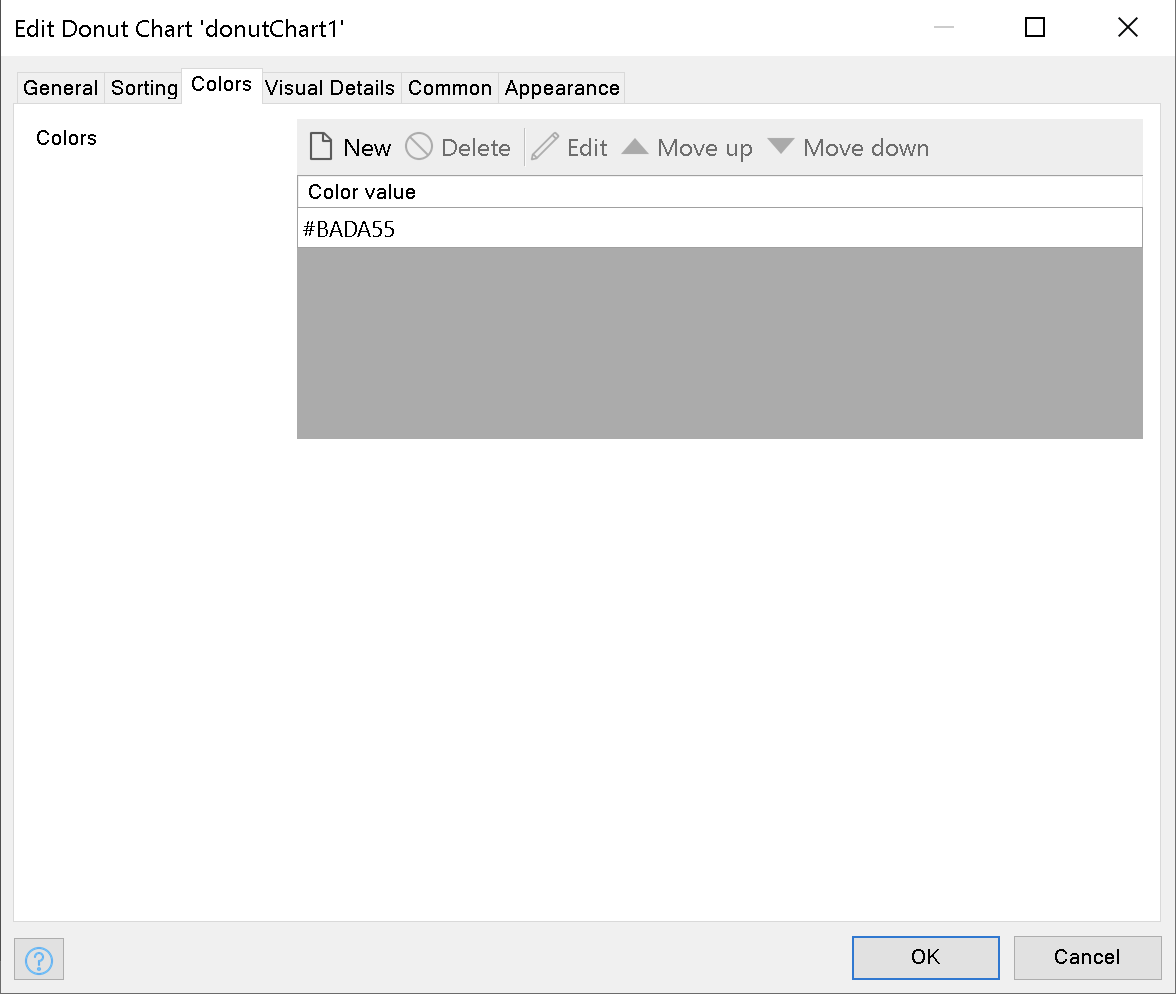 Edit Donut Chart 'donutChart1'
General Sorting Colors Visual Details Common Appearance
Colors
New Delete Edit Move up Move down
Color value
#BADA55
?
OK Cancel